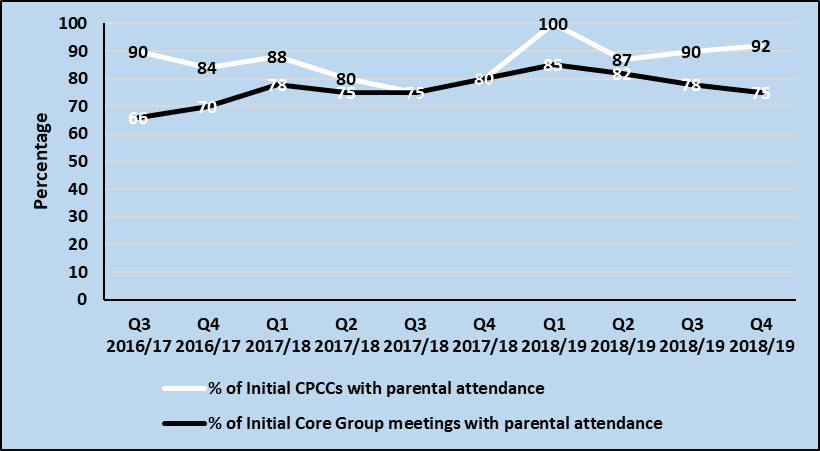 100
90
80
70
60
50
40
30
20
10
0
Percentage
90 84 88 80 75 80 100 87 90 92
66 70 78 75 75 80 85 82 78 75
Q3 Q4 Q1 Q2 Q3 Q4 Q1 Q2 Q3 Q4
2016/17 2016/17 2017/18 2017/18 2017/18 2017/18 2018/19 2018/19 2018/19 2018/19
% of Initial CPCCs with parental attendance
% of Initial Core Group meetings with parental attendance